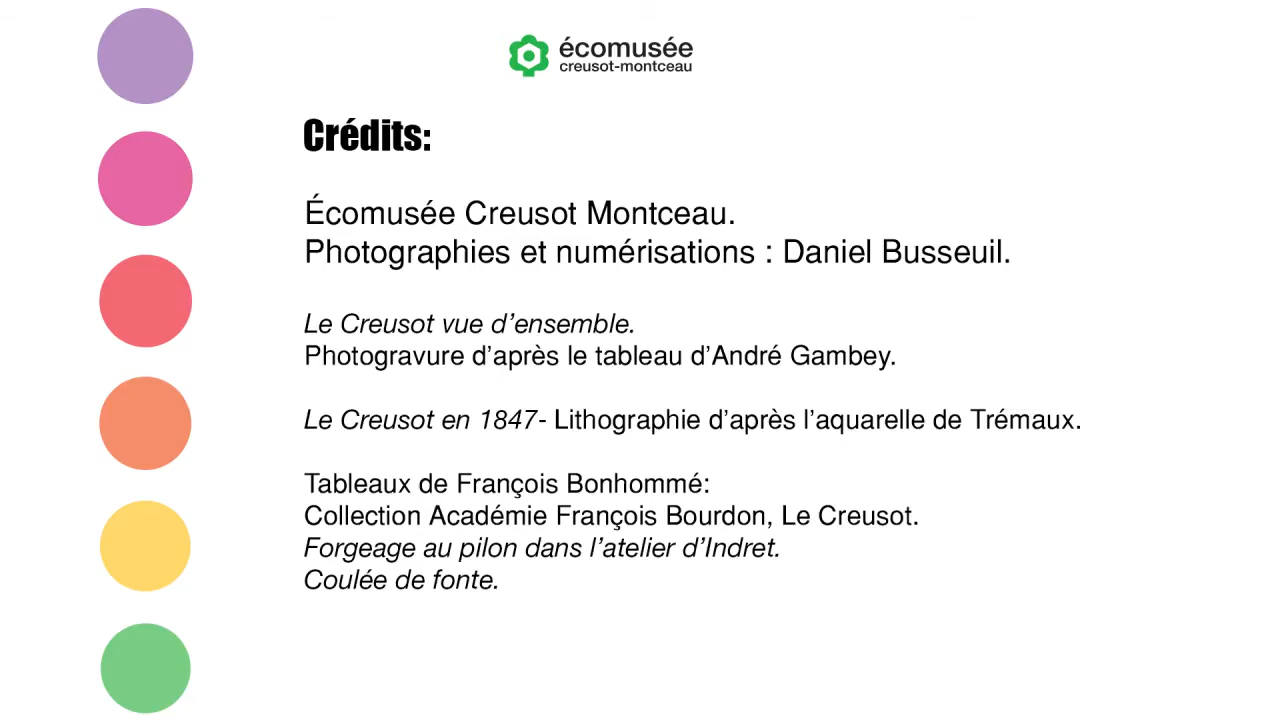 écomusée
creusot-montceau
Crédits:
Écomusée Creusot Montceau.
Photographies et numérisations : Daniel Busseuil.
Le Creusot vue d’ensemble.
Photogravure d’après le tableau d’André Gambey.
Le Creusot en 1847- Lithographie d’après l’aquarelle de Trémaux.
Tableaux de François Bonhommé:
Collection Académie François Bourdon, Le Creusot.
Forgeage au pilon dans l’atelier d’Indret.
Coulée de fonte.